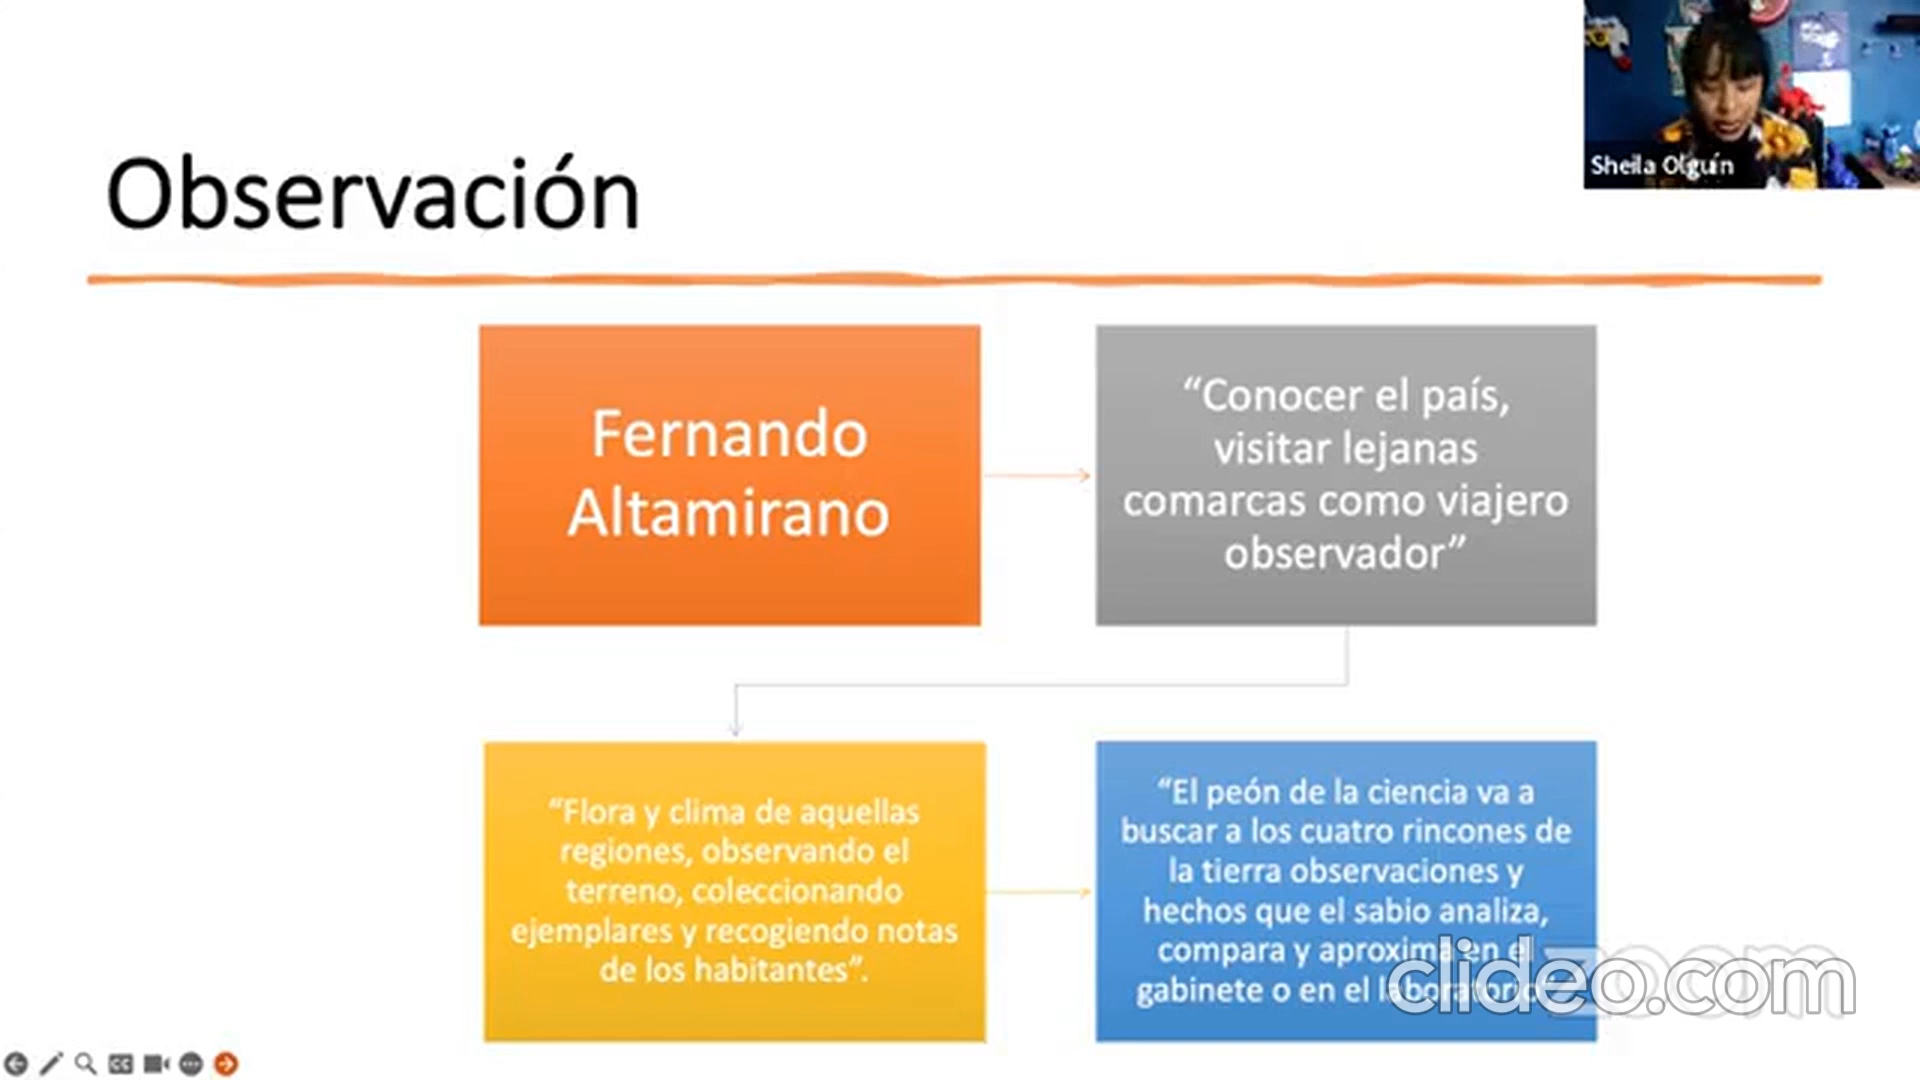 Observación
Sheila Olguín
Fernando
Altamirano
“Conocer el país,
visitar lejanas
comarcas como viajero
observador”
“Flora y clima de aquellas
regiones, observando el
terreno, coleccionando
ejemplares y recogiendo notas
de los habitantes”.
“El peón de la ciencia va a
buscar a los cuatro rincones de
la tierra observaciones y
hechos que el sabio analiza,
compara y aproxima en el
gabinete o en el laboratorio
clideo.com
zoom
CC